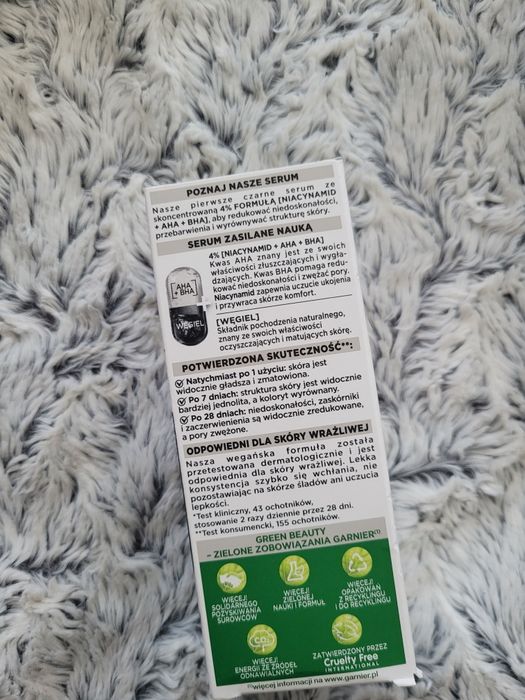 POZNAJ NASZE SERUM
Nasze pierwsze czarne serum ze
skoncentrowaną 4% FORMUŁĄ [NIACYNAMID
+ AHA + BHA], aby redukować niedoskonałości,
przebarwienia i wyrównywać strukturę skóry.
SERUM ZASILANE NAUKĄ
4% [NIACYNAMID + AHA + BHA]
Kwas AHA znany jest ze swoich
właściwości złuszczających i wygła-
dzających. Kwas BHA pomaga redu-
kować niedoskonałości i zwężać pory.
Niacynamid zapewnia uczucie ukojenia
i przywraca skórze komfort.
AHA
+ BHA
WĘGIEL
[WĘGIEL]
Składnik pochodzenia naturalnego,
znany ze swoich właściwości
oczyszczających i matujących skórę.
POTWIERDZONA SKUTECZNOŚĆ**:
Natychmiast po 1 użyciu: skóra jest
widocznie gładsza i zmatowiona.
Po 7 dniach: struktura skóry jest widocznie
bardziej jednolita, a koloryt wyrównany.
Po 28 dniach: niedoskonałości, zaskórniki
i zaczerwienienia są widocznie zredukowane,
a pory zwężone.
ODPOWIEDNI DLA SKÓRY WRAŻLIWEJ
Nasza wegańska formuła została
przetestowana dermatologicznie i jest
odpowiednia dla skóry wrażliwej. Lekka
konsystencja szybko się wchłania, nie
pozostawiając na skórze śladów ani uczucia
lepkości.
*Test kliniczny, 43 ochotników,
stosowanie 2 razy dziennie przez 28 dni.
**Test konsumencki, 155 ochotników.
GREEN BEAUTY
– ZIELONE ZOBOWIĄZANIA GARNIER(1)
WIĘCEJ
SOLIDARNEGO
POZYSKIWANIA
SUROWCÓW
WIĘCEJ
ZIELONEJ
NAUKI I FORMUŁ
WIĘCEJ
OPAKOWAŃ
Z RECYKLINGU
I DO RECYKLINGU
CO2
WIĘCEJ
ENERGII ZE ŹRÓDEŁ
ODNAWIALNYCH
ZATWIERDZONY PRZEZ
Cruelty Free
INTERNATIONAL
(1)więcej informacji na www.garnier.pl